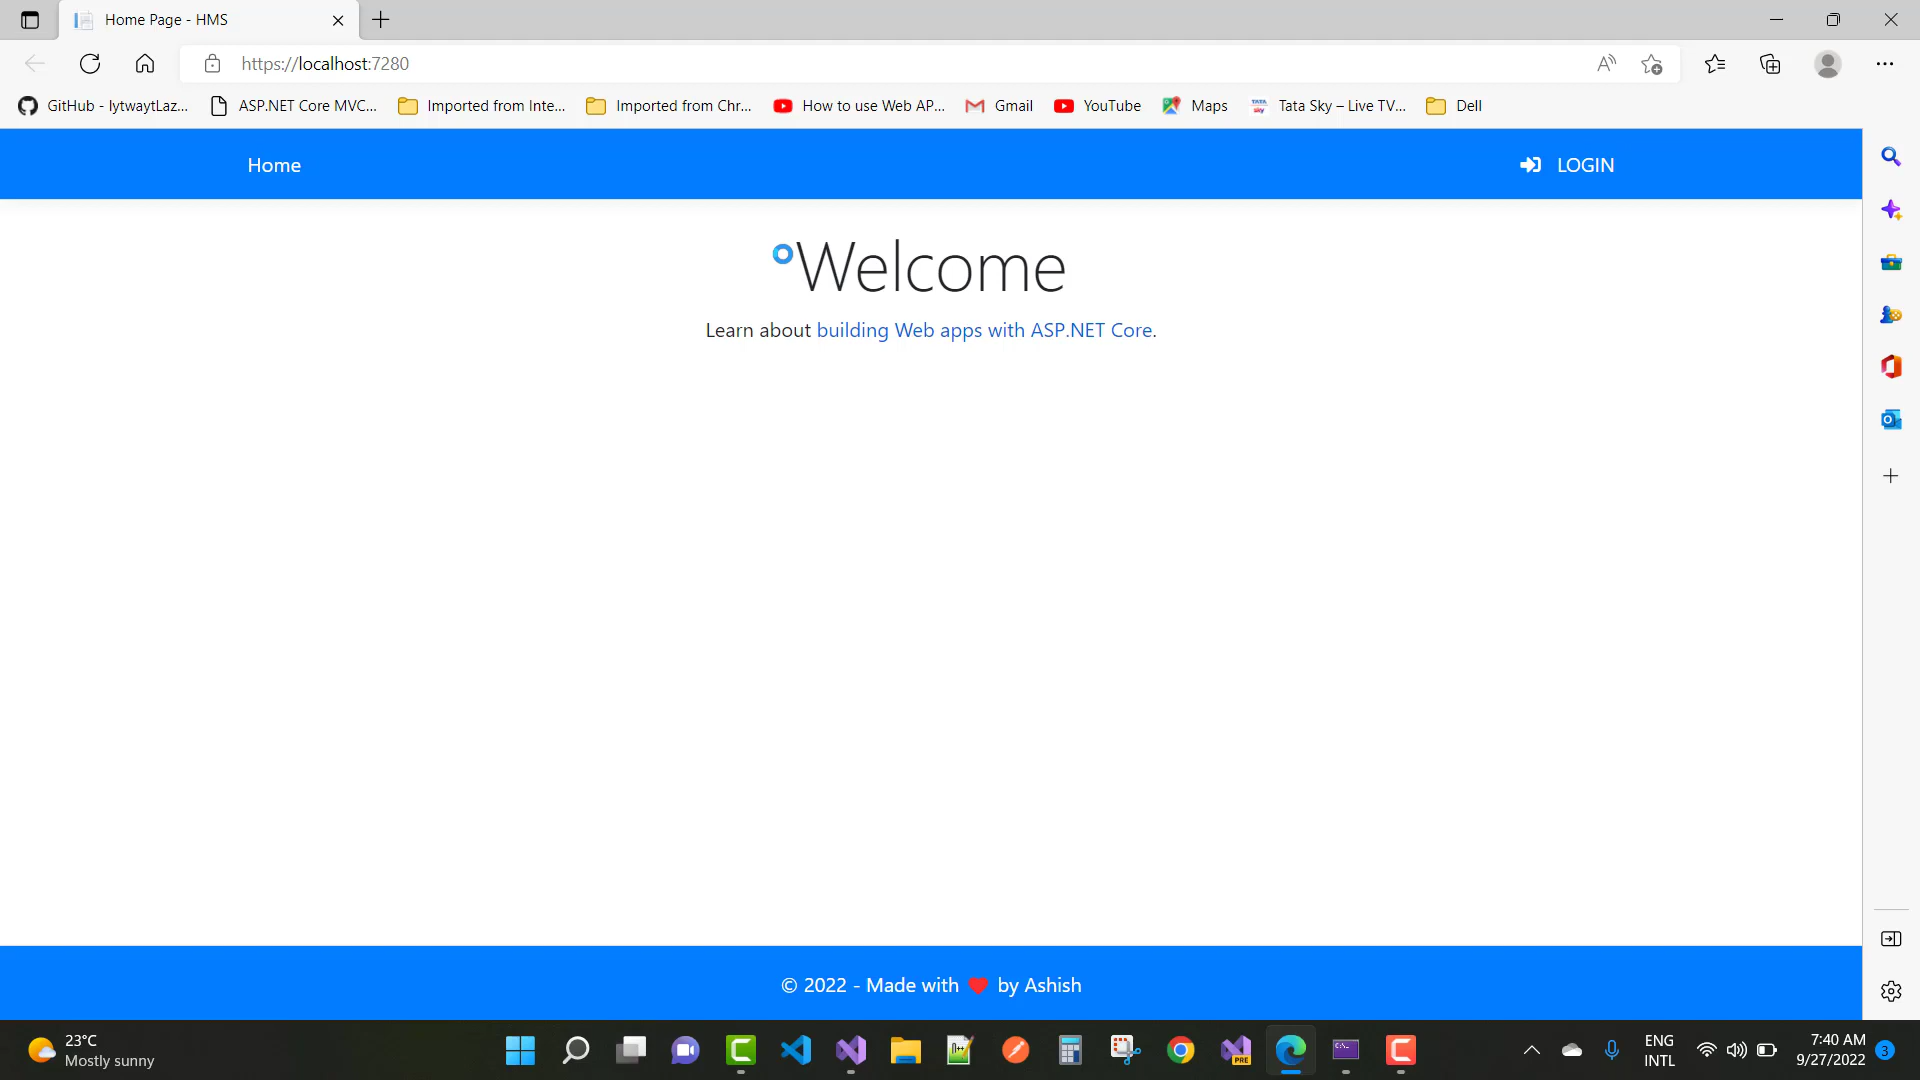 Home Page - HMS
https://localhost:7280
GitHub - lytwaytLaz... ASP.NET Core MVC... Imported from Inte... Imported from Chr... How to use Web AP... Gmail YouTube Maps TATA sky Tata Sky – Live TV... Dell
Home LOGIN
Welcome
Learn about building Web apps with ASP.NET Core.
© 2022 - Made with ❤ by Ashish
23°C
Mostly sunny
PRE
ENG
INTL
7:40 AM
9/27/2022
3